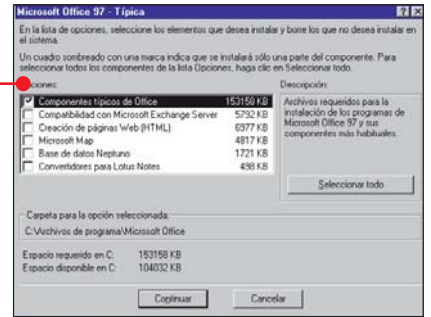 Microsoft Office 97 - Típica
En la lista de opciones, seleccione los elementos que desea instalar y borre los que no desea instalar en
el sistema.
Un cuadro sombreado con una marca indica que se instalará sólo una parte del componente. Para
seleccionar todos los componentes de la lista Opciones, haga clic en Seleccionar todo.
ciones:
Descripción:
Componentes típicos de Office 153158 KB
Compatibilidad con Microsoft Exchange Server 5792 KB
Creación de páginas Web (HTML) 6977 KB
Microsoft Map 4817 KB
Base de datos Neptuno 1721 KB
Convertidores para Lotus Notes 498 KB
Archivos requeridos para la
instalación de los programas de
Microsoft Office 97 y sus
componentes más habituales.
Seleccionar todo
Carpeta para la opción seleccionada:
C:\Archivos de programa\Microsoft Office
Espacio requerido en C: 153158 KB
Espacio disponible en C: 104032 KB
Continuar
Cancelar